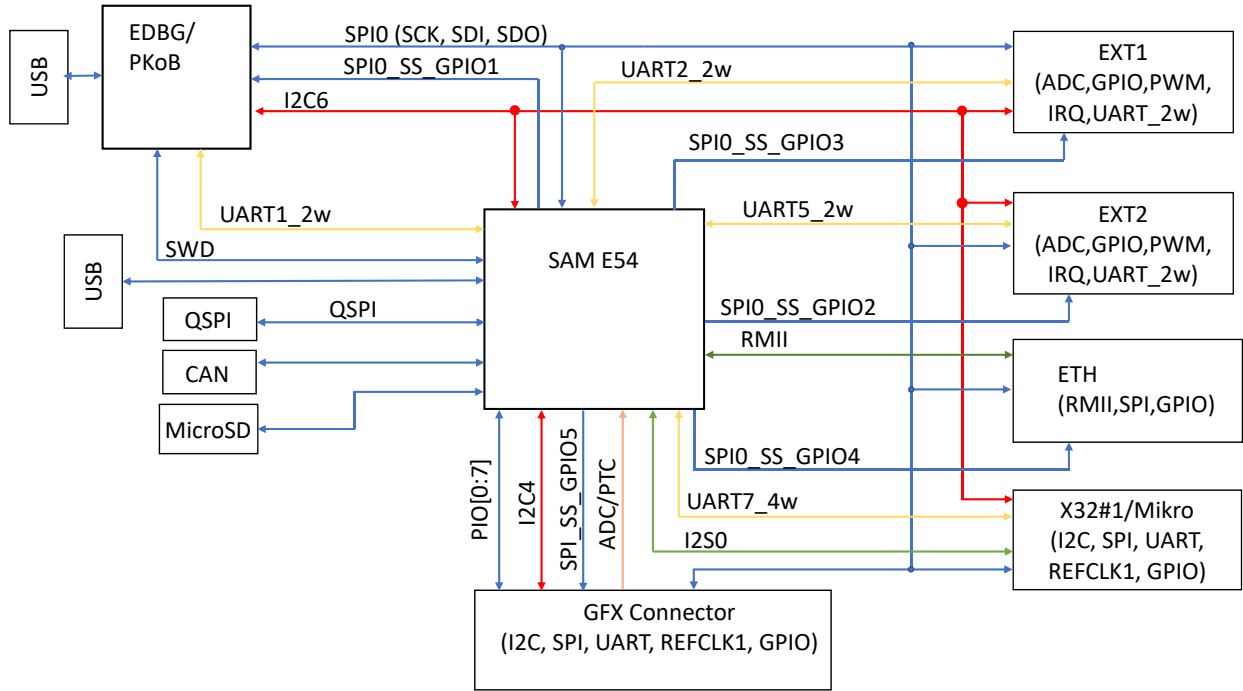 EDBG/
PKoB
USB
SPI0 (SCK, SDI, SDO)
SPI0_SS_GPIO1
I2C6
UART2_2w
EXT1
(ADC,GPIO,PWM,
IRQ,UART_2w)
SPI0_SS_GPIO3
UART1_2w
SWD
UART5_2w
EXT2
(ADC,GPIO,PWM,
IRQ,UART_2w)
USB
SAM E54
QSPI
QSPI
SPI0_SS_GPIO2
RMII
CAN
ETH
(RMII,SPI,GPIO)
MicroSD
PIO[0:7]
I2C4
SPI_SS_GPIO5
ADC/PTC
SPI0_SS_GPIO4
UART7_4w
I2S0
X32#1/Mikro
(I2C, SPI, UART,
REFCLK1, GPIO)
GFX Connector
(I2C, SPI, UART, REFCLK1, GPIO)